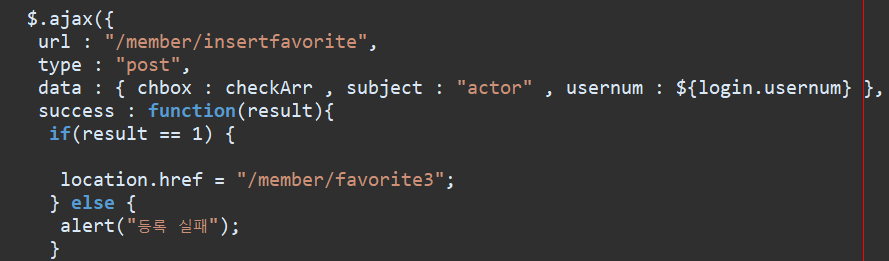 $.ajax({
url : "/member/insertfavorite",
type : "post",
data : { chbox : checkArr , subject : "actor" , usernum : ${login.usernum} },
success : function(result){
if(result == 1) {
location.href = "/member/favorite3";
} else {
alert("등록 실패");
}